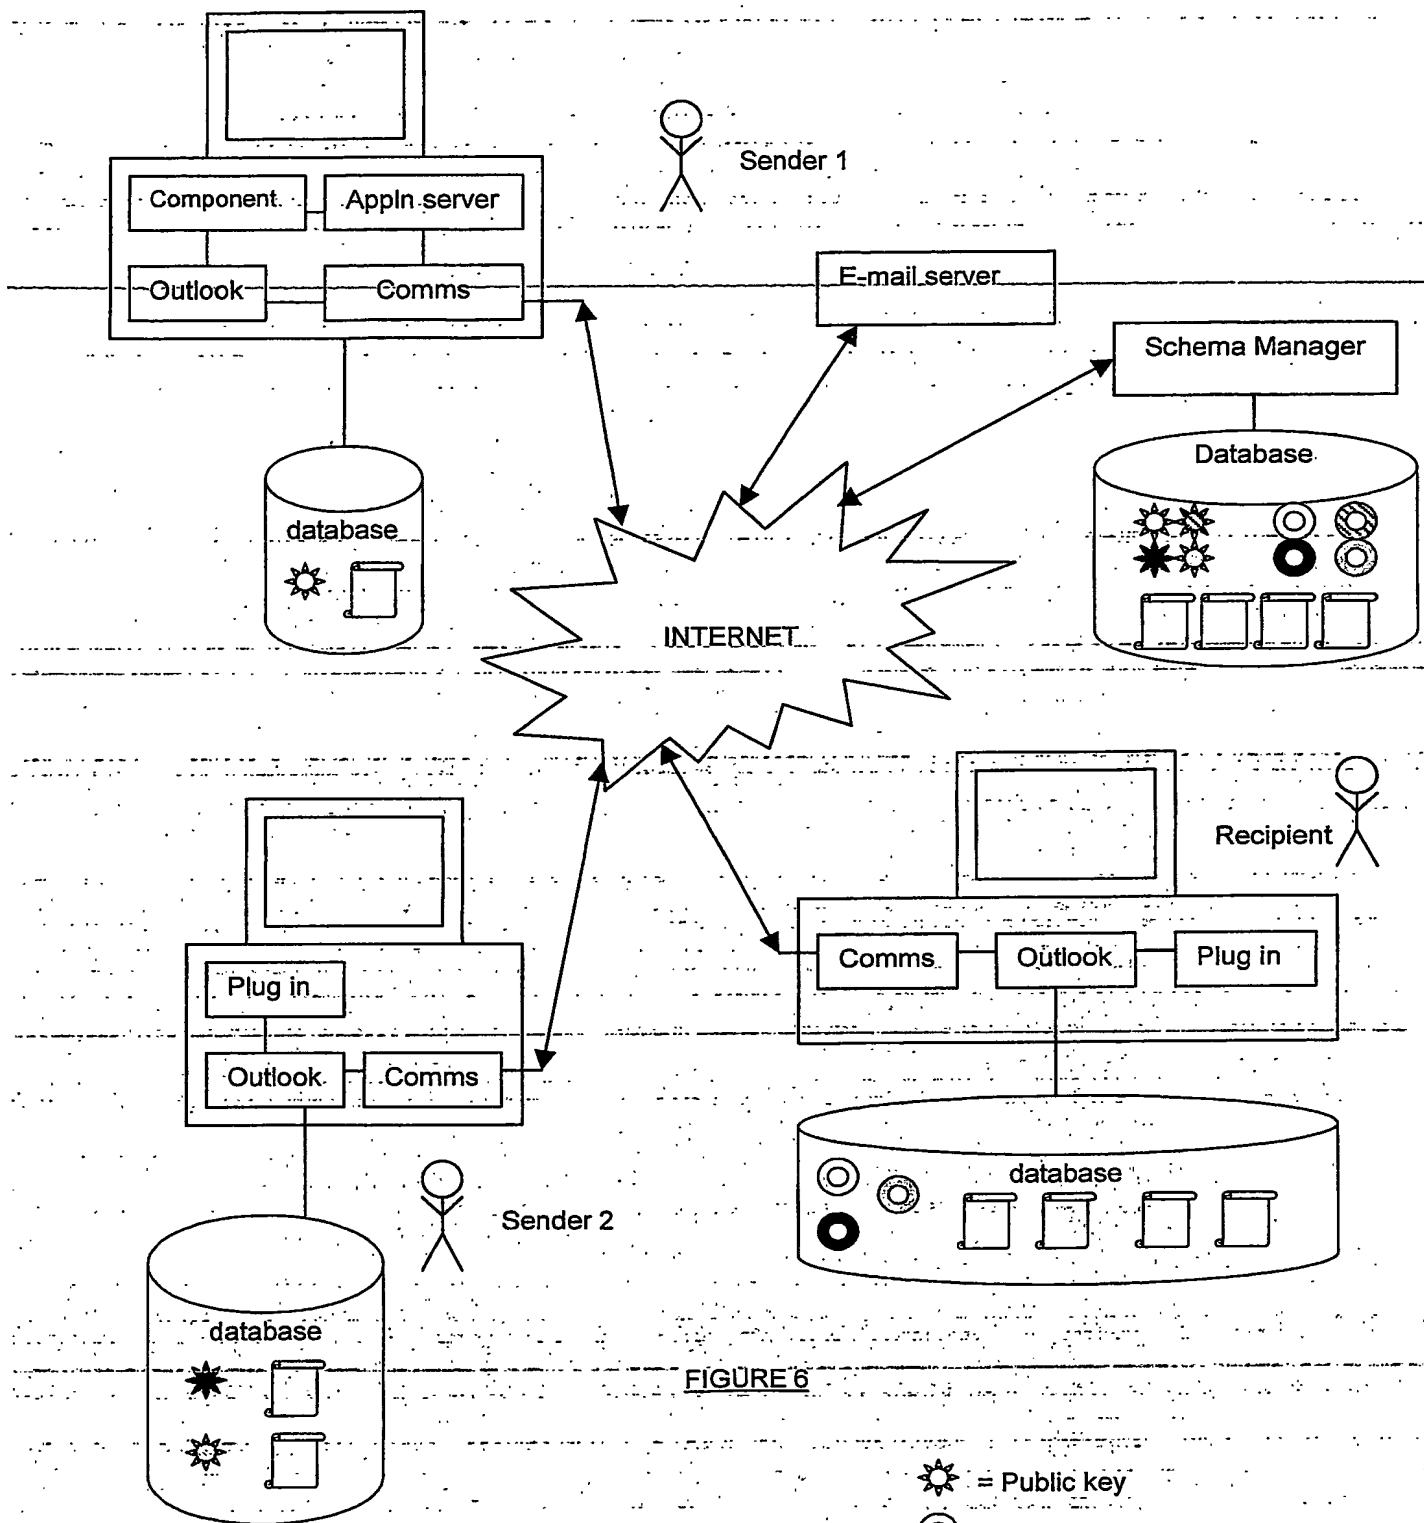 Sender 1
Component
Appln server
Outlook
Comms
E-mail server
Schema Manager
Database
database
INTERNET
Recipient
Plug in
Comms
Outlook
Plug in
Outlook
Comms
database
Sender 2
database
FIGURE 6
= Public key